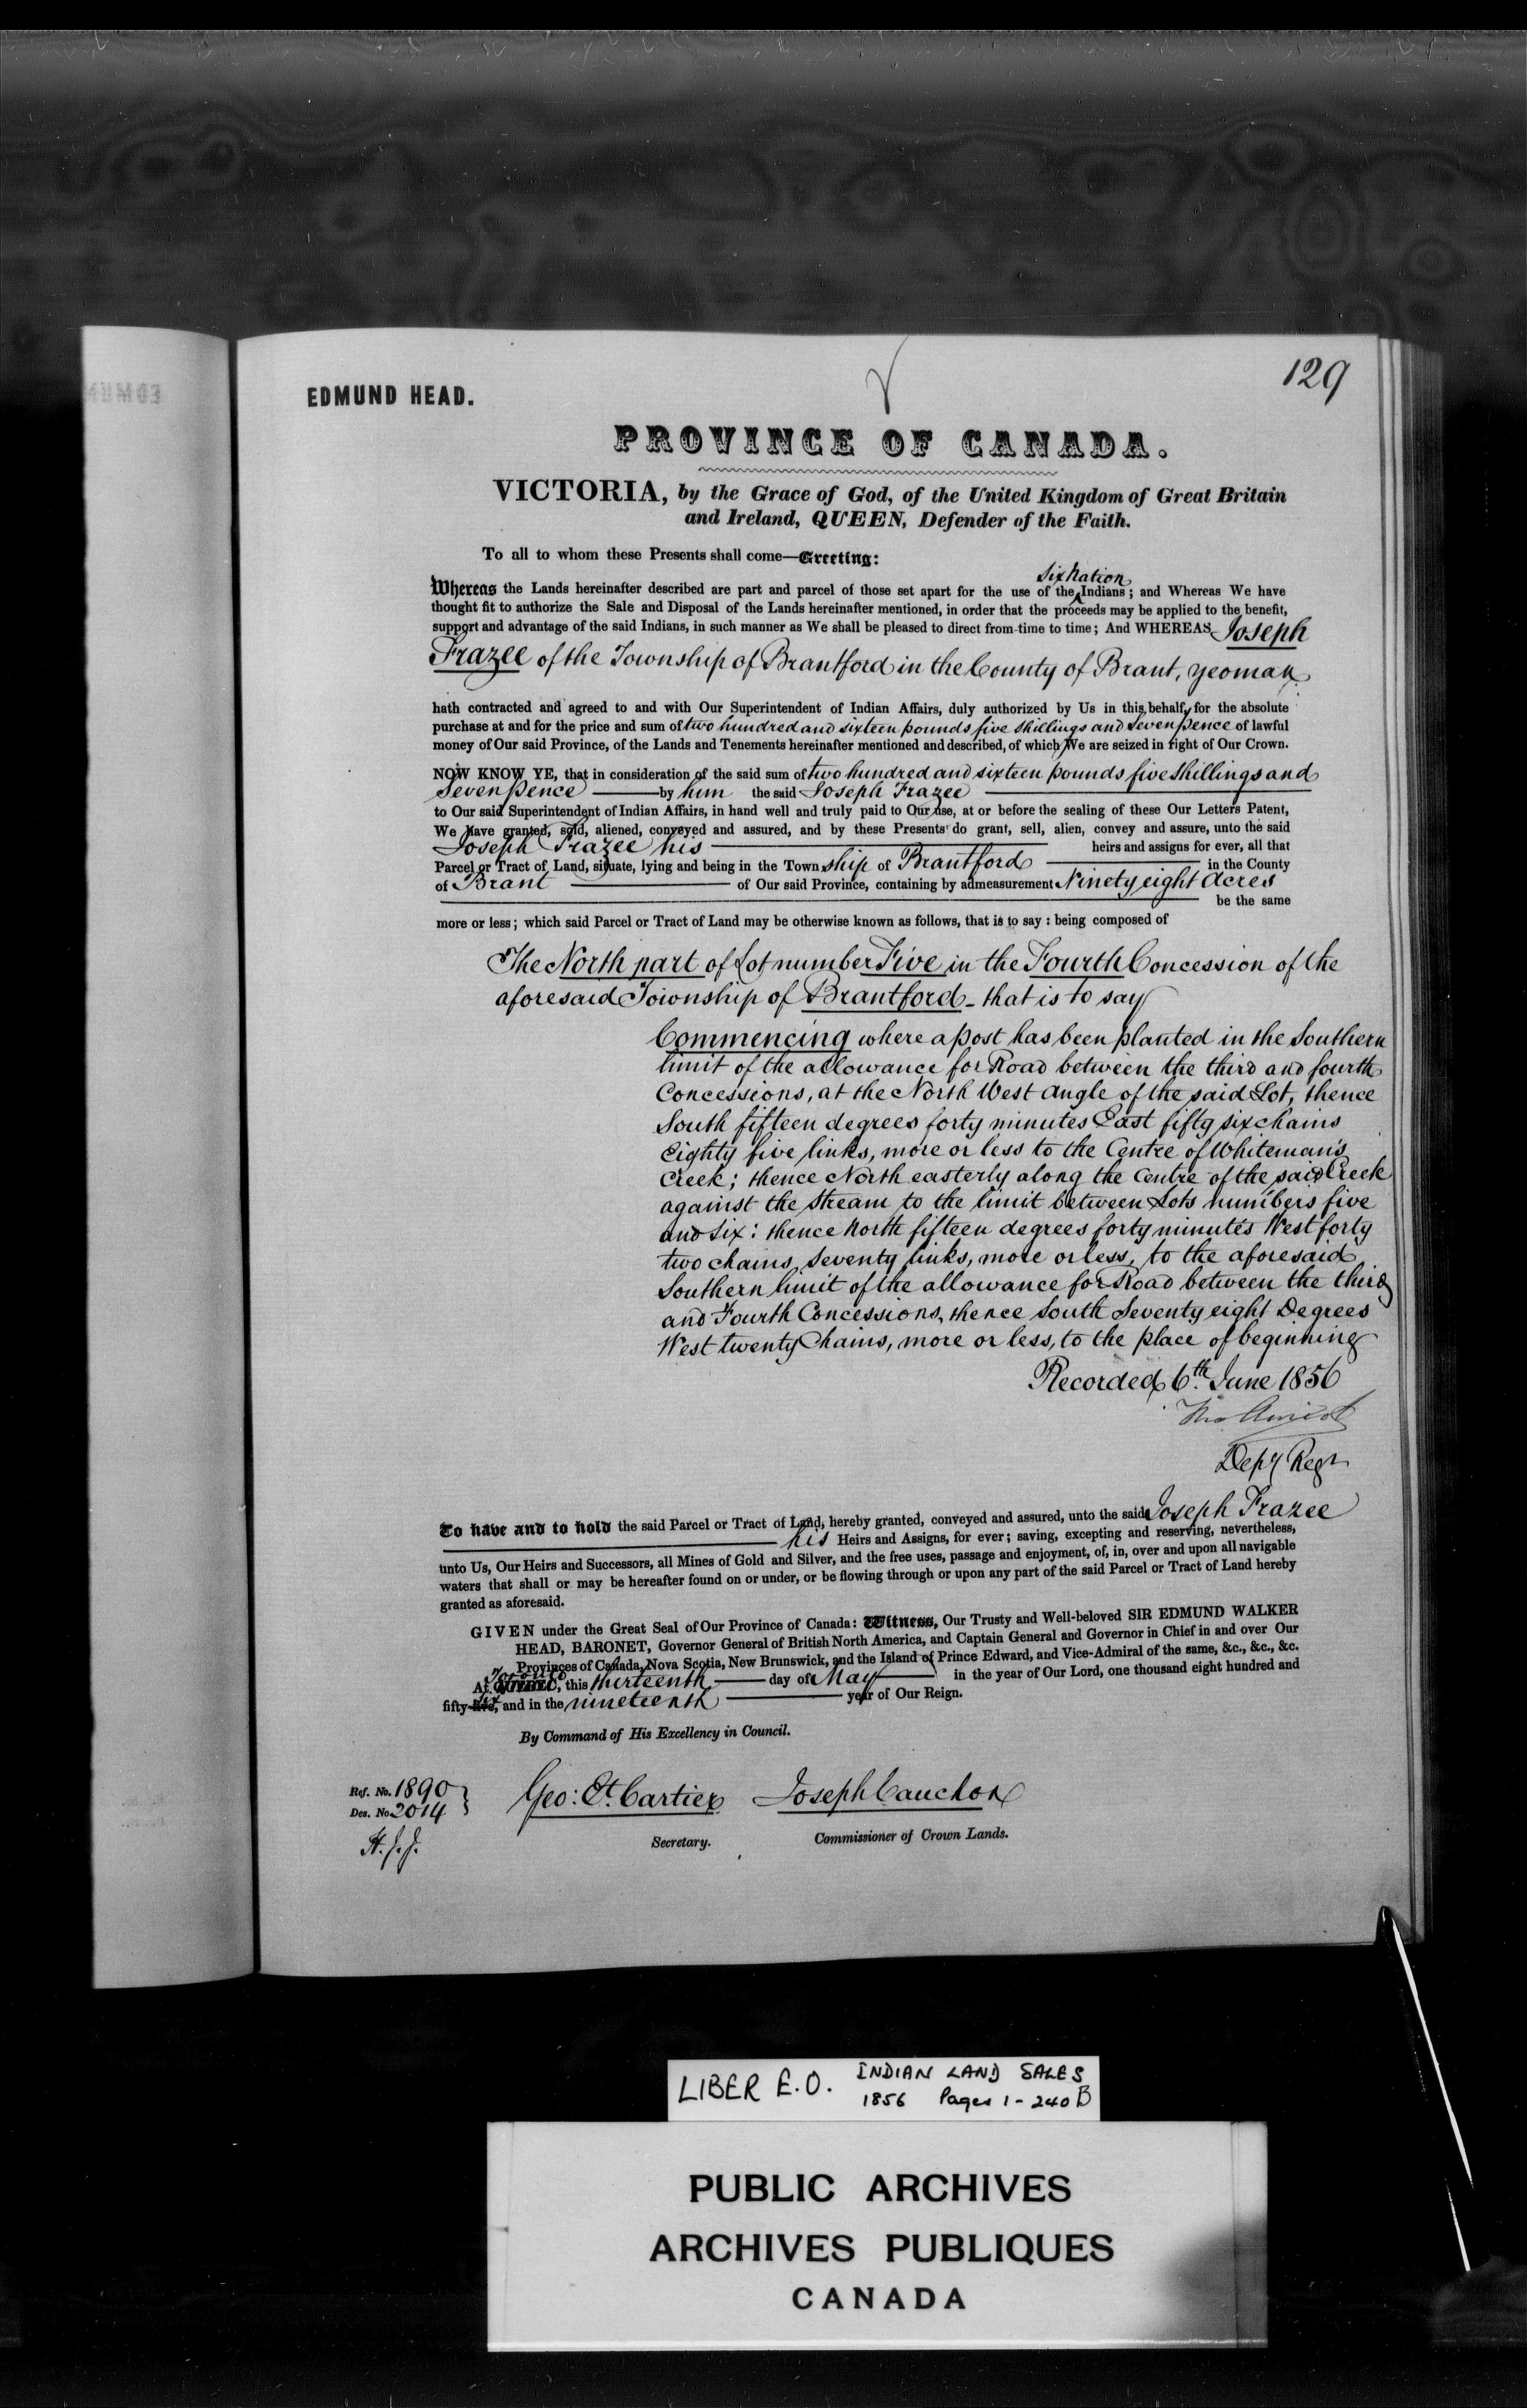 129
EDMUND HEAD.
PROVINCE OF CANADA.
VICTORIA, by the Grace of God, of the United Kingdom of Great Britain
and Ireland, QUEEN, Defender of the Faith.
To all to whom these Presents shall come—Greeting:
Six Nation
Whereas the Lands hereinafter described are part and parcel of those set apart for the use of the Indians; and Whereas We have
thought fit to authorize the Sale and Disposal of the Lands hereinafter mentioned, in order that the proceeds may be applied to the benefit,
support and advantage of the said Indians, in such manner as We shall be pleased to direct from time to time; And WHEREAS Joseph
Frazee of the Township of Brantford in the County of Brant, yeoman
hath contracted and agreed to and with Our Superintendent of Indian Affairs, duly authorized by Us in this behalf, for the absolute
purchase at and for the price and sum of two hundred and sixteen pounds five shillings and seven pence of lawful
money of Our said Province, of the Lands and Tenements hereinafter mentioned and described, of which We are seized in right of Our Crown.
NOW KNOW YE, that in consideration of the said sum of two hundred and sixteen pounds five shillings and
Seven pence by him the said Joseph Frazee
to Our said Superintendent of Indian Affairs, in hand well and truly paid to Our use, at or before the sealing of these Our Letters Patent,
We have granted, sold, aliened, conveyed and assured, and by these Presents do grant, sell, alien, convey and assure, unto the said
Joseph Frazee his heirs and assigns for ever, all that
Parcel or Tract of Land, situate, lying and being in the Township of Brantford in the County
of Brant of Our said Province, containing by admeasurement Ninety eight Acres
be the same
more or less; which said Parcel or Tract of Land may be otherwise known as follows, that is to say: being composed of
The North part of Lot number Five in the Fourth Concession of the
aforesaid Township of Brantford - that is to say
Commencing where a post has been planted in the Southern
limit of the allowance for Road between the third and fourth
Concessions, at the North West Angle of the said Lot, thence
South fifteen degrees forty minutes East fifty six chains
Eighty five links, more or less to the Centre of Whiteman's
Creek; thence North easterly along the Centre of the said Creek
against the stream to the limit between Lots numbers five
and six: thence North fifteen degrees forty minutes West forty
two chains seventy links, more or less, to the aforesaid
Southern limit of the allowance for Road between the third
and Fourth Concessions, thence South Seventy eight Degrees
West twenty Chains, more or less, to the place of beginning
Recorded 6th June 1856
Depy Regr
To have and to hold the said Parcel or Tract of Land, hereby granted, conveyed and assured, unto the said Joseph Frazee
his Heirs and Assigns, for ever; saving, excepting and reserving, nevertheless,
unto Us, Our Heirs and Successors, all Mines of Gold and Silver, and the free uses, passage and enjoyment, of, in, over and upon all navigable
waters that shall or may be hereafter found on or under, or be flowing through or upon any part of the said Parcel or Tract of Land hereby
granted as aforesaid.
GIVEN under the Great Seal of Our Province of Canada: Witness, Our Trusty and Well-beloved SIR EDMUND WALKER
HEAD, BARONET, Governor General of British North America, and Captain General and Governor in Chief in and over Our
Provinces of Canada, Nova Scotia, New Brunswick, and the Island of Prince Edward, and Vice-Admiral of the same, &c., &c., &c.
Toronto
At QUEBEC, this thirteenth day of May in the year of Our Lord, one thousand eight hundred and
six
fifty-five, and in the nineteenth year of Our Reign.
By Command of His Excellency in Council.
Ref. No. 1890
Des. No. 2014
H.J.J.
Geo: Et. Cartier Joseph Cauchon
Secretary. Commissioner of Crown Lands.
LIBER E.O. INDIAN LAND SALES
1856 Pages 1-240B
PUBLIC ARCHIVES
ARCHIVES PUBLIQUES
CANADA